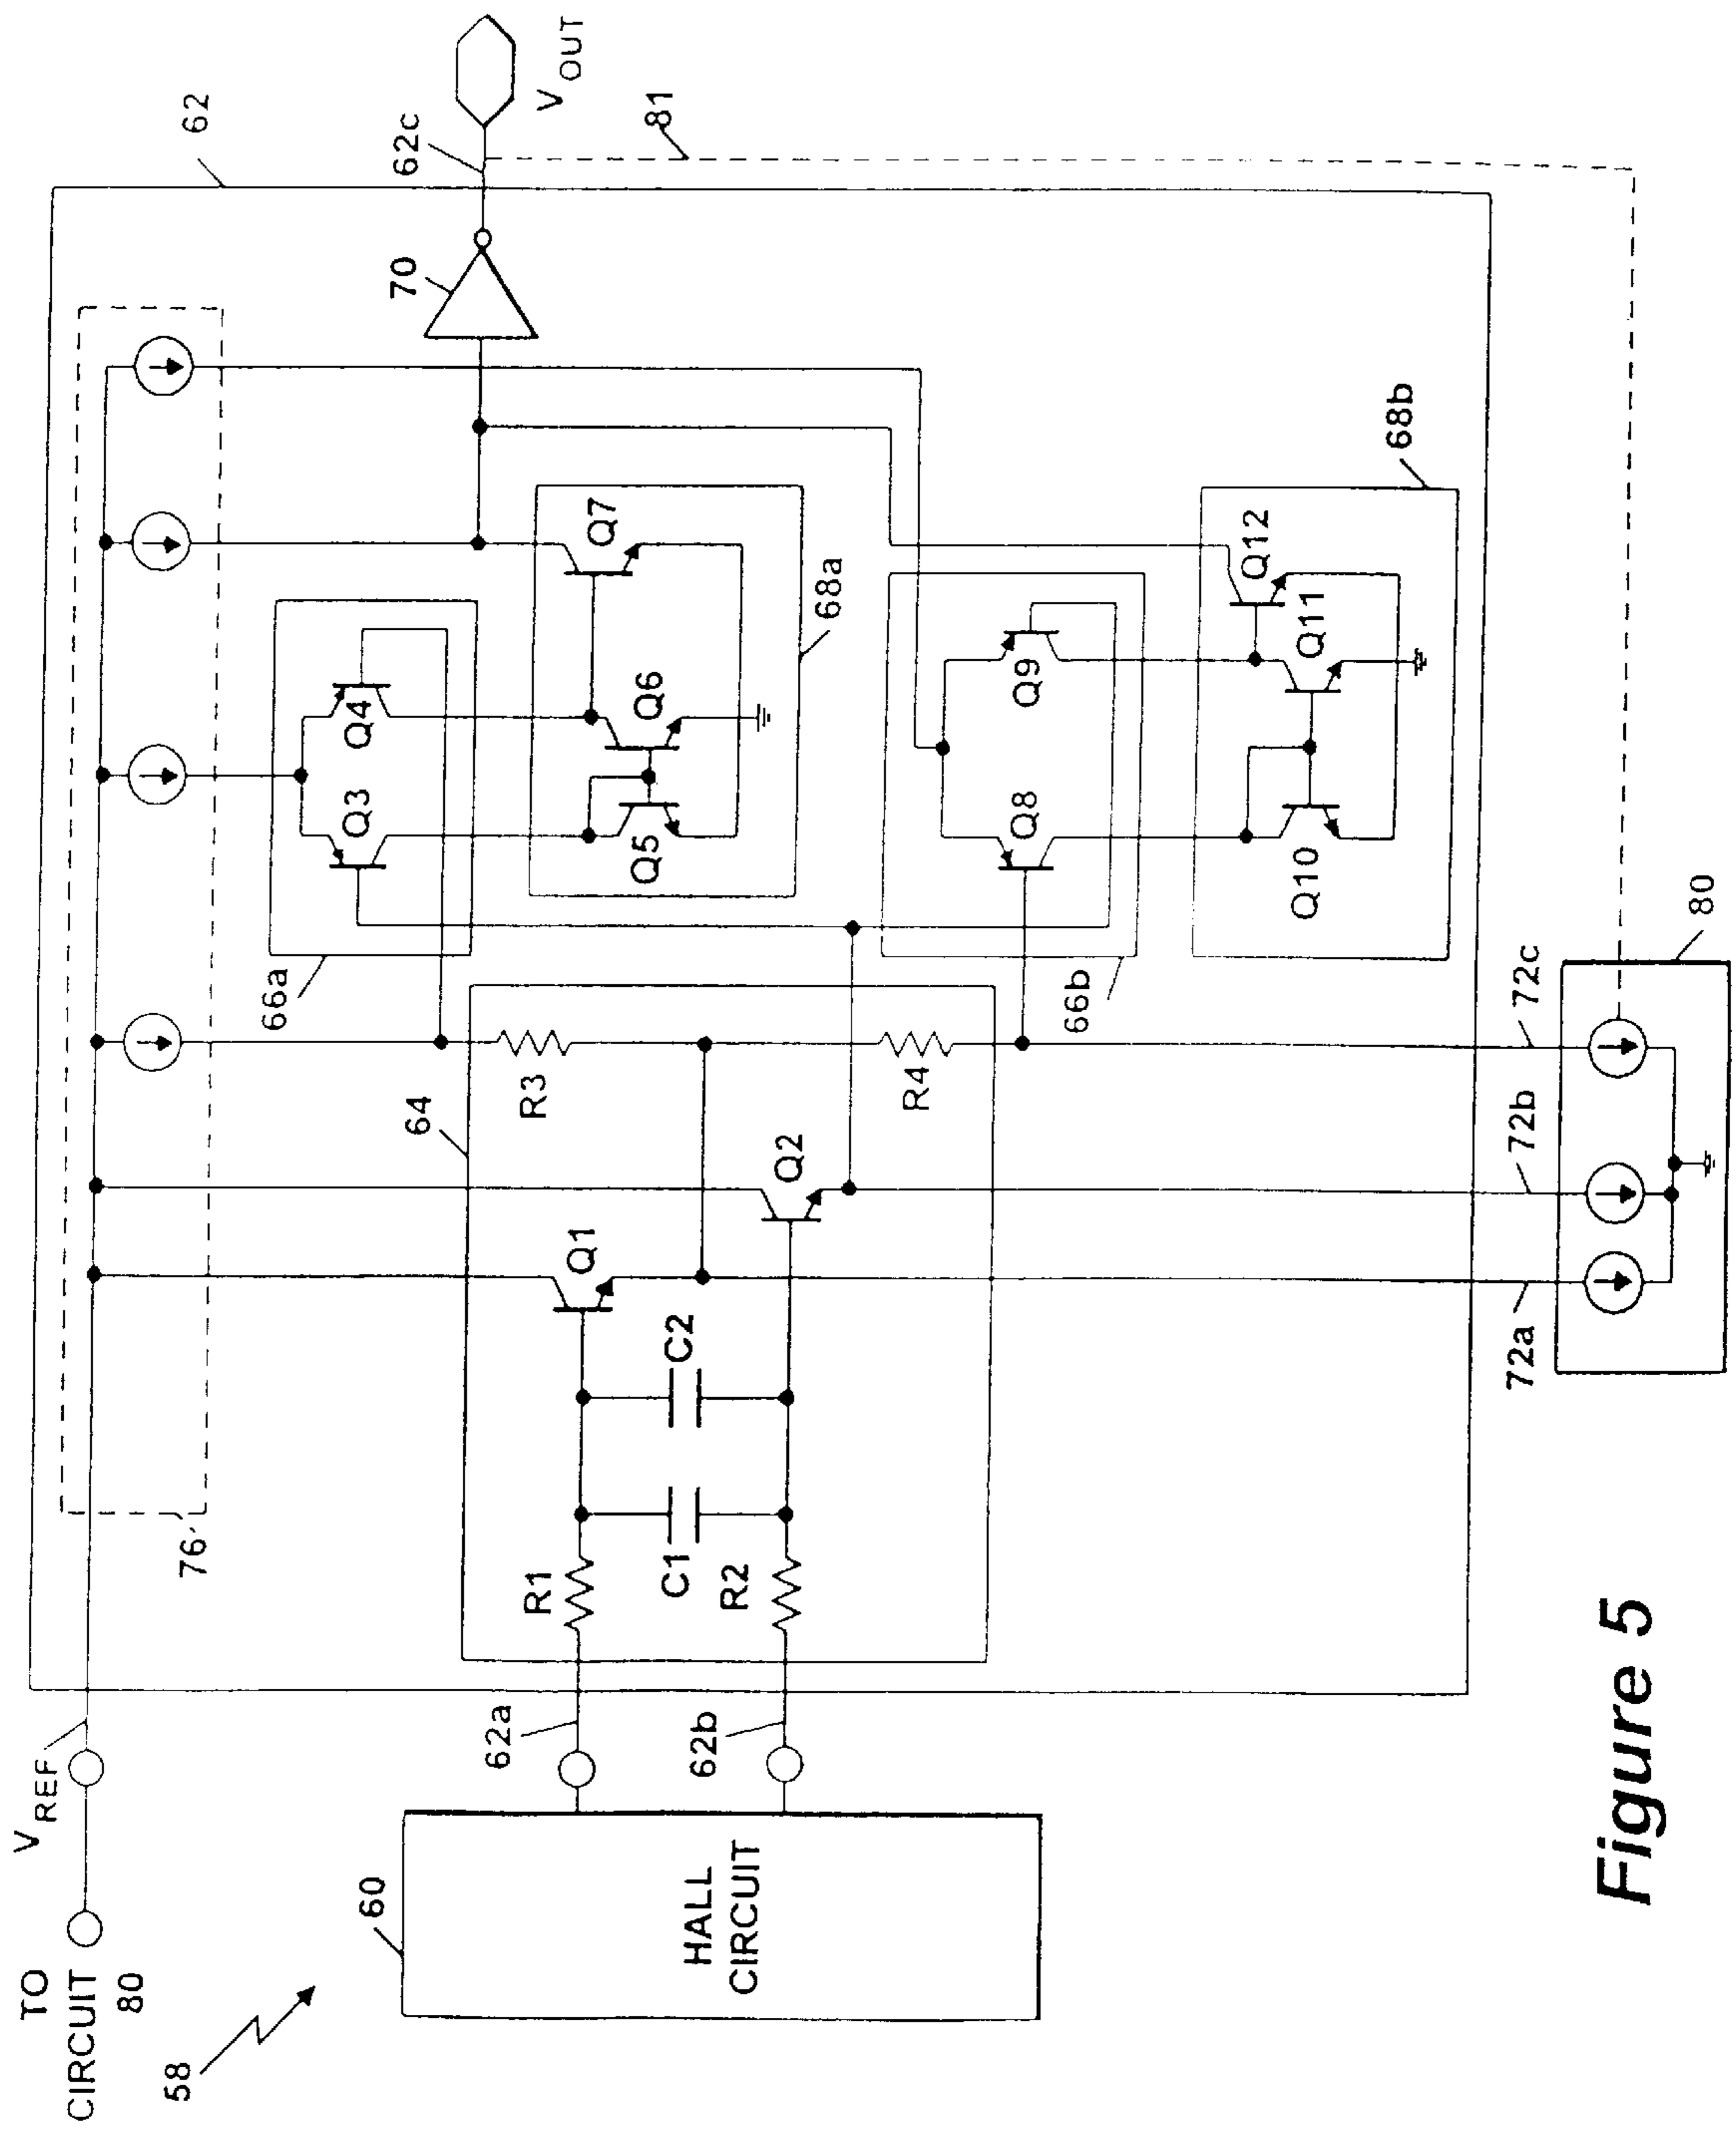 TO
CIRCUIT
80
VREF
62
76
62c
VOUT
81
70
58
60
HALL
CIRCUIT
62a
62b
64
R1
R2
C1
C2
Q1
Q2
R3
R4
66a
Q3
Q4
Q5
Q6
Q7
68a
66b
Q8
Q9
Q10
Q11
Q12
68b
72a
72b
72c
80
Figure 5